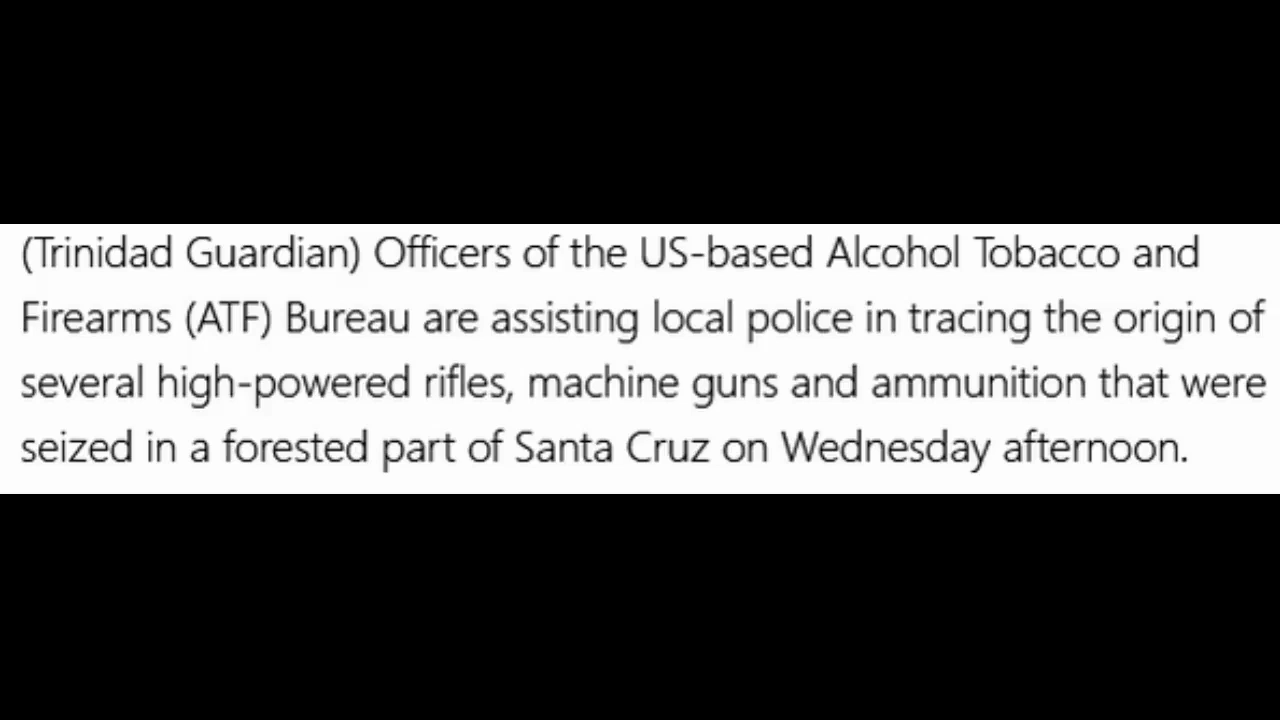 (Trinidad Guardian) Officers of the US-based Alcohol Tobacco and
Firearms (ATF) Bureau are assisting local police in tracing the origin of
several high-powered rifles, machine guns and ammunition that were
seized in a forested part of Santa Cruz on Wednesday afternoon.